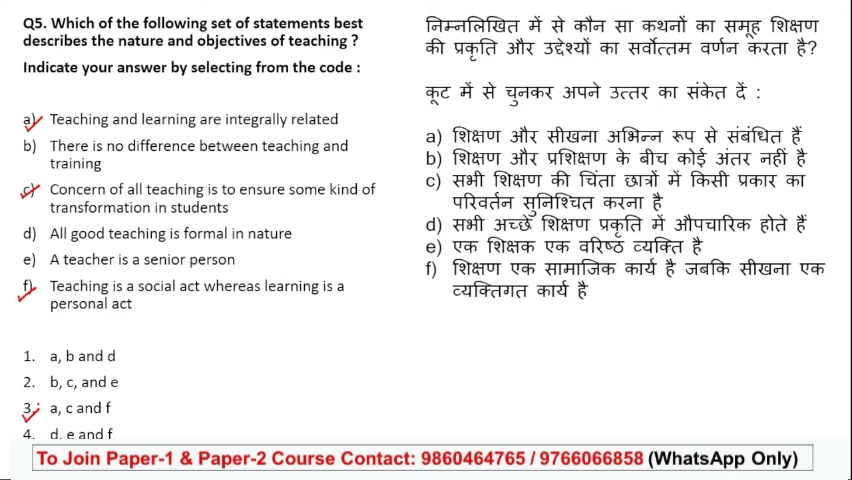 Q5. Which of the following set of statements best
describes the nature and objectives of teaching ?
Indicate your answer by selecting from the code :
a) Teaching and learning are integrally related
b) There is no difference between teaching and
training
c) Concern of all teaching is to ensure some kind of
transformation in students
d) All good teaching is formal in nature
e) A teacher is a senior person
f) Teaching is a social act whereas learning is a
personal act
1. a, b and d
2. b, c, and e
3. a, c and f
4. d, e and f
निम्नलिखित में से कौन सा कथनों का समूह शिक्षण
की प्रकृति और उद्देश्यों का सर्वोत्तम वर्णन करता है?
कूट में से चुनकर अपने उत्तर का संकेत दें :
a) शिक्षण और सीखना अभिन्न रूप से संबंधित हैं
b) शिक्षण और प्रशिक्षण के बीच कोई अंतर नहीं है
c) सभी शिक्षण की चिंता छात्रों में किसी प्रकार का
परिवर्तन सुनिश्चित करना है
d) सभी अच्छे शिक्षण प्रकृति में औपचारिक होते हैं
e) एक शिक्षक एक वरिष्ठ व्यक्ति है
f) शिक्षण एक सामाजिक कार्य है जबकि सीखना एक
व्यक्तिगत कार्य है
To Join Paper-1 & Paper-2 Course Contact: 9860464765 / 9766066858 (WhatsApp Only)